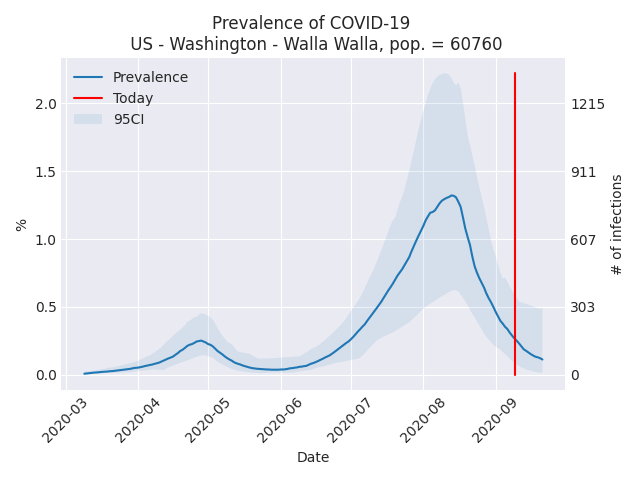 Prevalence of COVID-19
US - Washington - Walla Walla, pop. = 60760
Prevalence
Today
95CI
2.0
1.5
1.0
0.5
0.0
%
1215
911
607
303
0
# of infections
2020-03
2020-04
2020-05
2020-06
2020-07
2020-08
2020-09
Date